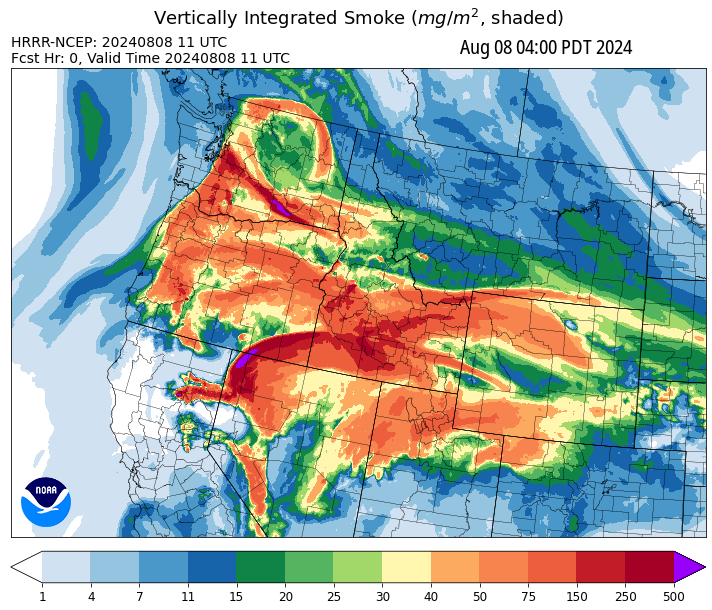 Vertically Integrated Smoke (mg/m², shaded)
HRRR-NCEP: 20240808 11 UTC
Aug 08 04:00 PDT 2024
Fcst Hr: 0, Valid Time 20240808 11 UTC
NOAA
1 4 7 11 15 20 25 30 40 50 75 150 250 500